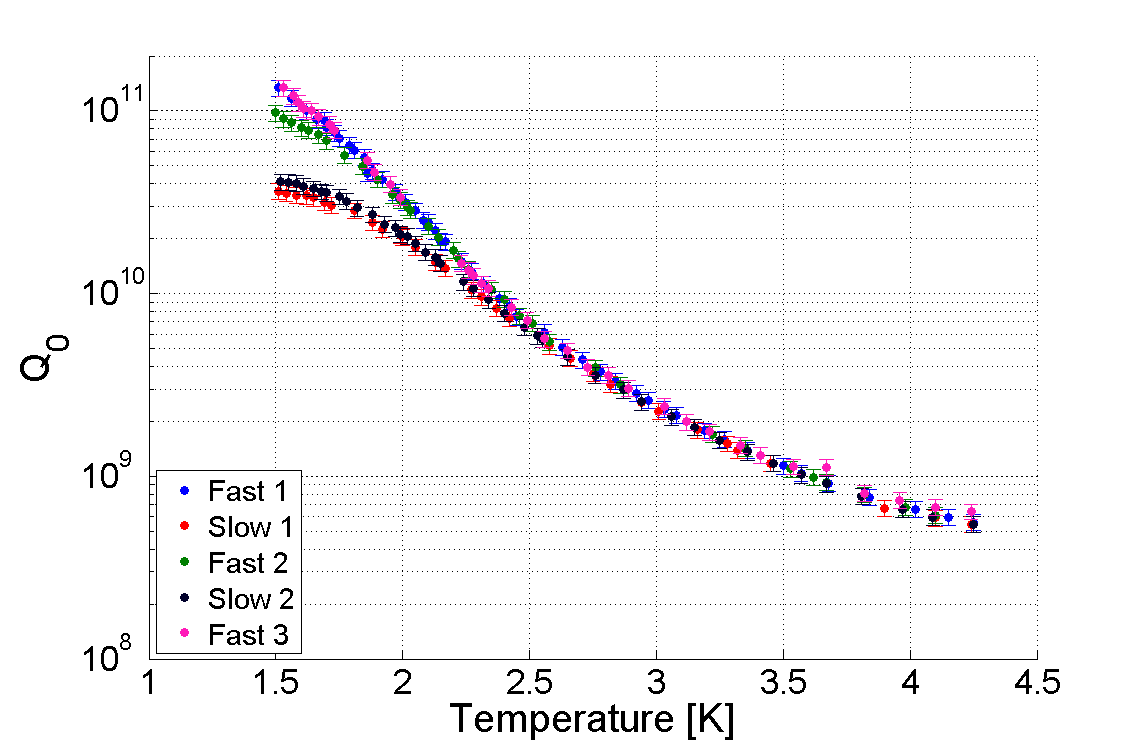 10^11
10^10
10^9
10^8
Q_0
Fast 1
Slow 1
Fast 2
Slow 2
Fast 3
1 1.5 2 2.5 3 3.5 4 4.5
Temperature [K]